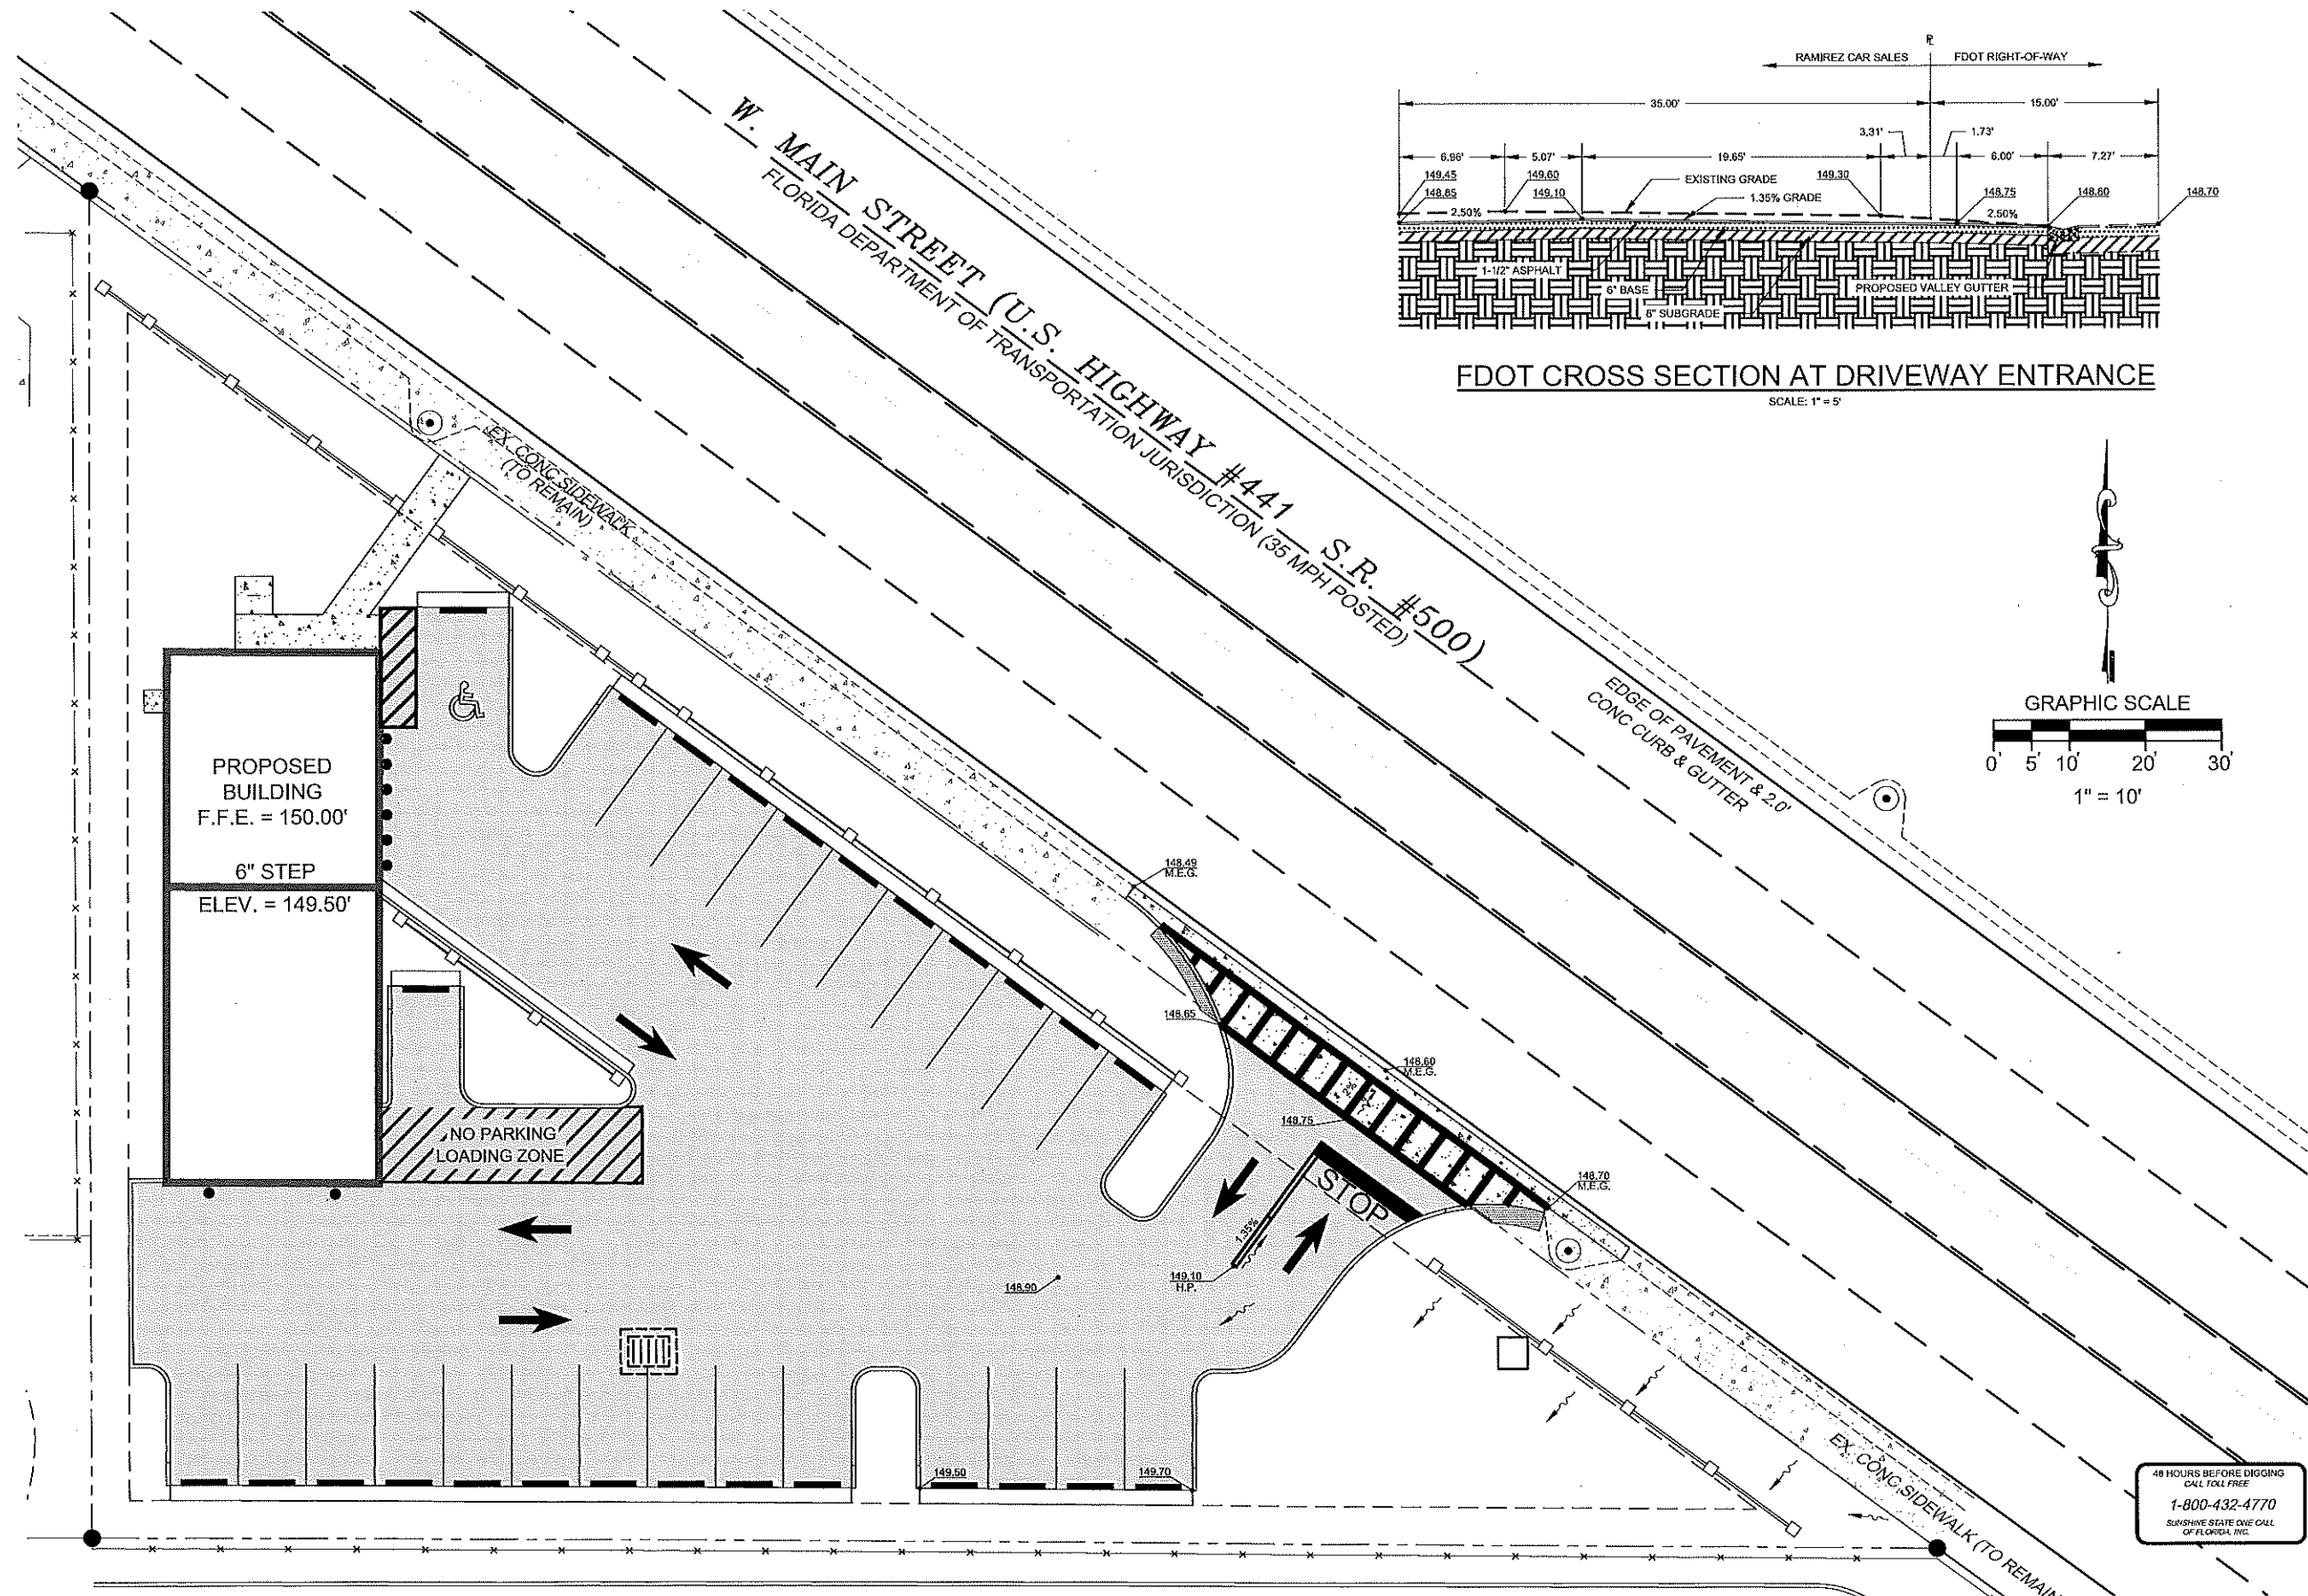 RAMIREZ CAR SALES
FDOT RIGHT-OF-WAY
35.00'
15.00'
3.31'
1.73'
6.96'
5.07'
19.65'
6.00'
7.27'
149.45
149.60
EXISTING GRADE
149.30
148.85
149.10
1.35% GRADE
148.75
148.60
148.70
2.50%
2.50%
1-1/2" ASPHALT
6" BASE
PROPOSED VALLEY GUTTER
8" SUBGRADE
FDOT CROSS SECTION AT DRIVEWAY ENTRANCE
SCALE: 1" = 5'
W. MAIN STREET (U.S. HIGHWAY #441 S.R. #500)
FLORIDA DEPARTMENT OF TRANSPORTATION JURISDICTION (35 MPH POSTED)
EX. CONC. SIDEWALK
(TO REMAIN)
EDGE OF PAVEMENT & 2.0'
CONC CURB & GUTTER
GRAPHIC SCALE
0' 5' 10' 20' 30'
1" = 10'
PROPOSED
BUILDING
F.F.E. = 150.00'
6" STEP
ELEV. = 149.50'
148.49
M.E.G.
148.65
148.60
M.E.G.
2%
148.75
NO PARKING
LOADING ZONE
148.70
M.E.G.
STOP
1.35%
149.10
H.P.
148.90
149.50
149.70
EX. CONC. SIDEWALK (TO REMAIN
48 HOURS BEFORE DIGGING
CALL TOLL FREE
1-800-432-4770
SUNSHINE STATE ONE CALL
OF FLORIDA, INC.